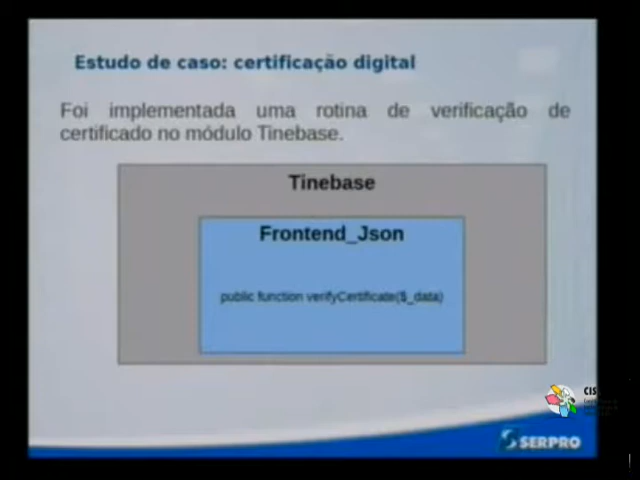 Estudo de caso: certificação digital
Foi implementada uma rotina de verificação de
certificado no módulo Tinebase.
Tinebase
Frontend_Json
public function verifyCertificate($_data)
CIS
SERPRO